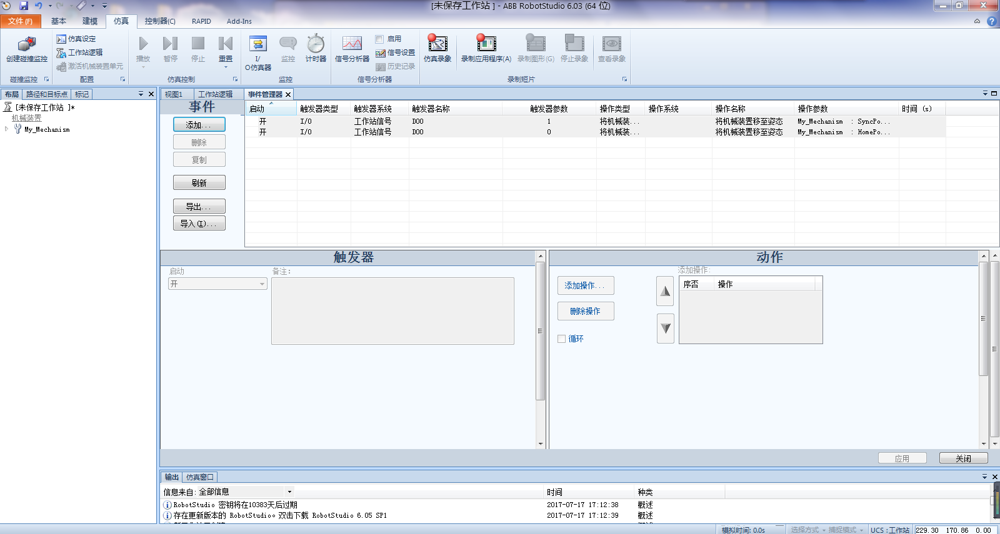 [未保存工作站 ] - ABB RobotStudio 6.03 (64 位)
文件(F) 基本 建模 仿真 控制器(C) RAPID Add-Ins
创建碰撞监控
碰撞监控
仿真设定
工作站逻辑
激活机械装置单元
配置
播放 暂停 停止 重置
仿真控制
I/
O仿真器
监控 计时器
监控
信号分析器
启用
信号设置
历史记录
信号分析器
仿真录象 录制应用程序(A) 录制图形(G) 停止录象 查看录象
录制短片
布局 路径和目标点 标记
[未保存工作站 ]*
机械装置
My_Mechanism
视图1 工作站逻辑 事件管理器
事件
添加...
删除
复制
刷新
导出...
导入(I)...
启动 触发器类型 触发器系统 触发器名称 触发器参数 操作类型 操作系统 操作名称 操作参数 时间 (s)
开 I/O 工作站信号 DO0 1 将机械装... 将机械装置移至姿态 My_Mechanism : SyncPo...
开 I/O 工作站信号 DO0 0 将机械装... 将机械装置移至姿态 My_Mechanism : HomePo...
触发器
启动
开
备注:
动作
添加操作...
删除操作
循环
添加操作:
序否 操作
应用 关闭
输出 仿真窗口
信息来自: 全部信息 时间 种类
RobotStudio 密钥将在10383天后过期 2017-07-17 17:12:38 概述
存在更新版本的 RobotStudio。双击下载 RobotStudio 6.05 SP1 2017-07-17 17:12:39 概述
模拟时间: 0.0s 选择方式 捕捉模式 UCS :工作站 229.30 170.86 0.00